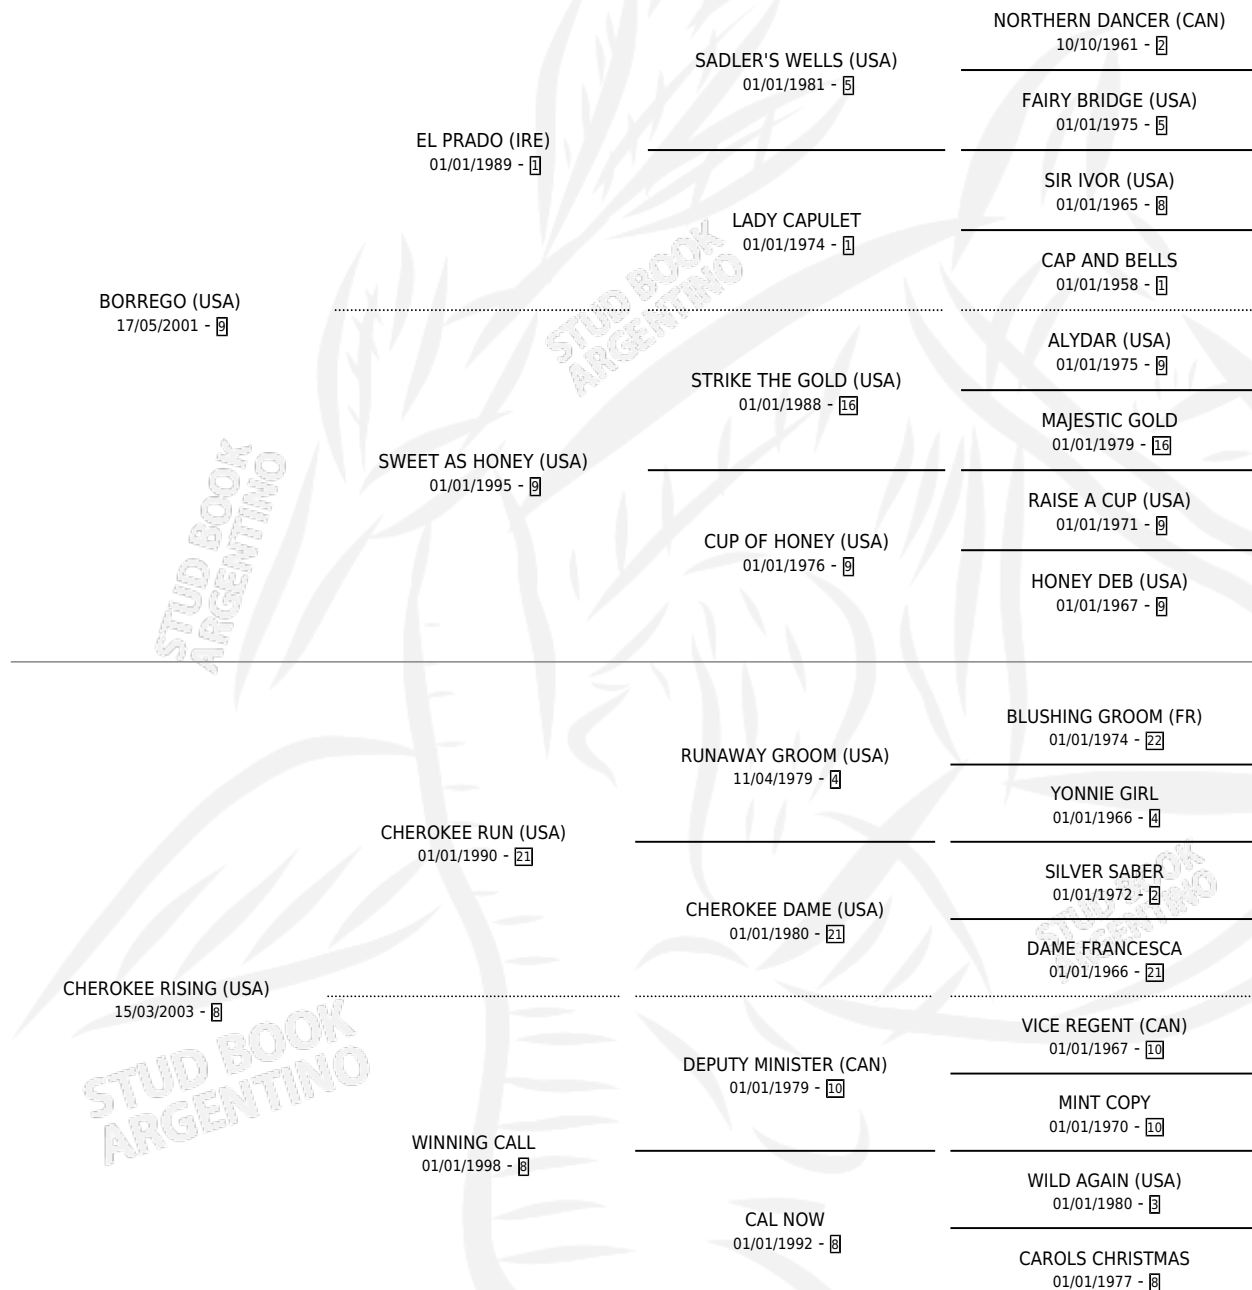 NORTHERN DANCER (CAN)
10/10/1961 - 2
SADLER'S WELLS (USA)
01/01/1981 - 5
FAIRY BRIDGE (USA)
01/01/1975 - 5
EL PRADO (IRE)
01/01/1989 - 1
SIR IVOR (USA)
01/01/1965 - 8
LADY CAPULET
01/01/1974 - 1
CAP AND BELLS
01/01/1958 - 1
BORREGO (USA)
17/05/2001 - 9
ALYDAR (USA)
01/01/1975 - 9
STRIKE THE GOLD (USA)
01/01/1988 - 16
MAJESTIC GOLD
01/01/1979 - 16
SWEET AS HONEY (USA)
01/01/1995 - 9
RAISE A CUP (USA)
01/01/1971 - 9
CUP OF HONEY (USA)
01/01/1976 - 9
HONEY DEB (USA)
01/01/1967 - 9
BLUSHING GROOM (FR)
01/01/1974 - 22
RUNAWAY GROOM (USA)
11/04/1979 - 4
YONNIE GIRL
01/01/1966 - 4
CHEROKEE RUN (USA)
01/01/1990 - 21
SILVER SABER
01/01/1972 - 2
CHEROKEE DAME (USA)
01/01/1980 - 21
DAME FRANCESCA
01/01/1966 - 21
CHEROKEE RISING (USA)
15/03/2003 - 8
VICE REGENT (CAN)
01/01/1967 - 10
DEPUTY MINISTER (CAN)
01/01/1979 - 10
MINT COPY
01/01/1970 - 10
WINNING CALL
01/01/1998 - 8
WILD AGAIN (USA)
01/01/1980 - 3
CAL NOW
01/01/1992 - 8
CAROLS CHRISTMAS
01/01/1977 - 8
STUD BOOK
ARGENTINO
STUD BOOK
ARGENTINO
STUD BOOK
ARGENTINO
STUD BOOK
ARGENTINO